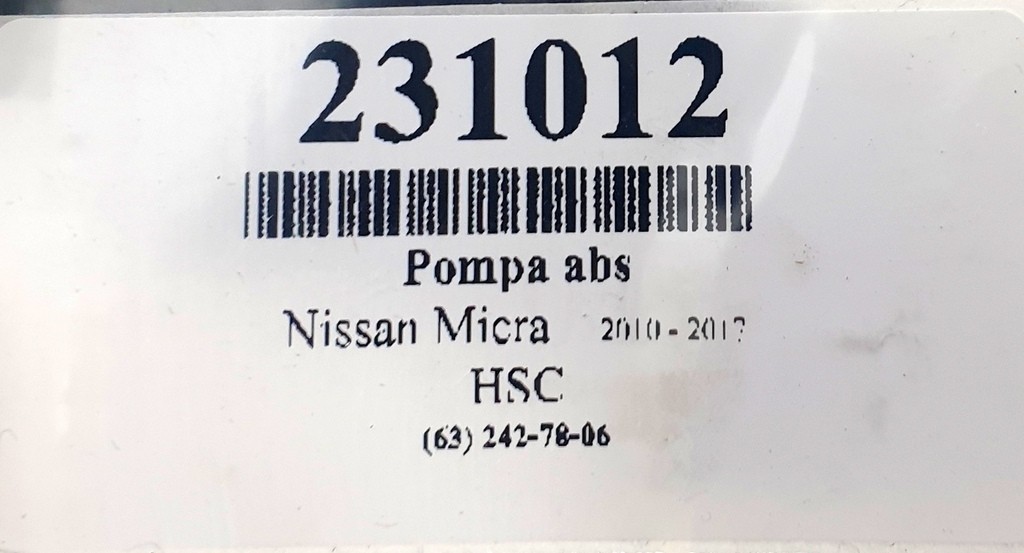 231012
Pompa abs
Nissan Micra 2010 - 2017
HSC
(63) 242-78-06